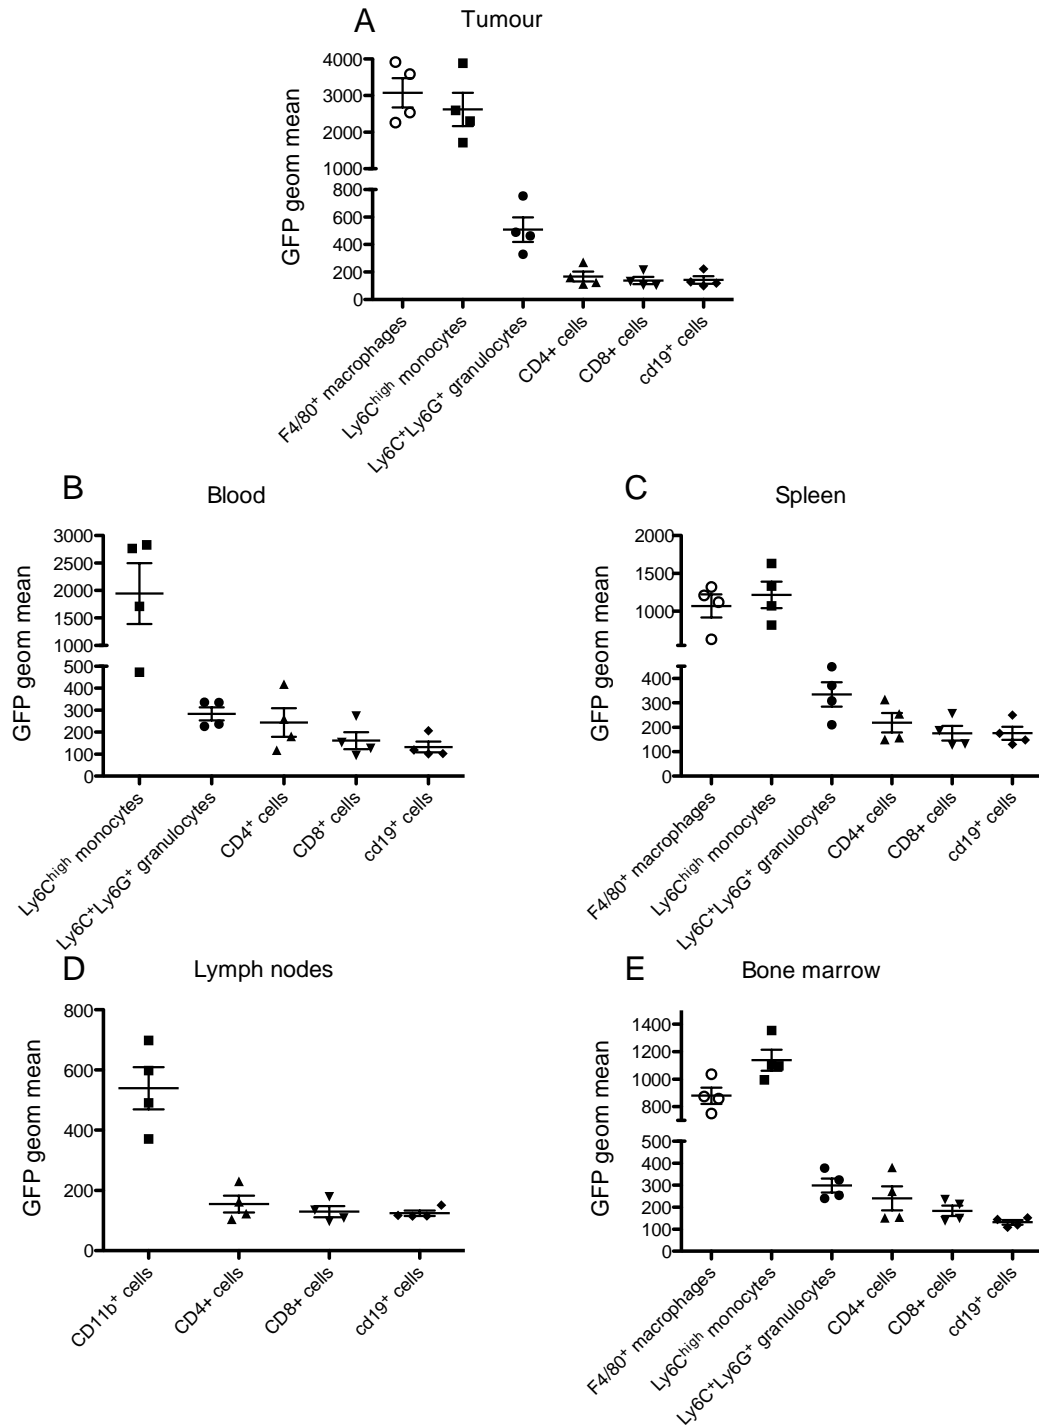 A
Tumour
GFP geom mean
4000
3000
2000
1000
800
600
400
200
0
F4/80⁺ macrophages
Ly6Cʰⁱᵍʰ monocytes
Ly6C⁺Ly6G⁺ granulocytes
CD4+ cells
CD8+ cells
cd19⁺ cells
B
Blood
GFP geom mean
3000
2500
2000
1500
1000
500
400
300
200
100
0
Ly6Cʰⁱᵍʰ monocytes
Ly6C⁺Ly6G⁺ granulocytes
CD4⁺ cells
CD8⁺ cells
cd19⁺ cells
C
Spleen
GFP geom mean
2000
1500
1000
400
300
200
100
0
F4/80⁺ macrophages
Ly6Cʰⁱᵍʰ monocytes
Ly6C⁺Ly6G⁺ granulocytes
CD4+ cells
CD8+ cells
cd19⁺ cells
D
Lymph nodes
GFP geom mean
800
600
400
200
0
CD11b⁺ cells
CD4+ cells
CD8+ cells
cd19⁺ cells
E
Bone marrow
GFP geom mean
1400
1200
1000
800
500
400
300
200
100
0
F4/80⁺ macrophages
Ly6Cʰⁱᵍʰ monocytes
Ly6C⁺Ly6G⁺ granulocytes
CD4+ cells
CD8+ cells
cd19⁺ cells